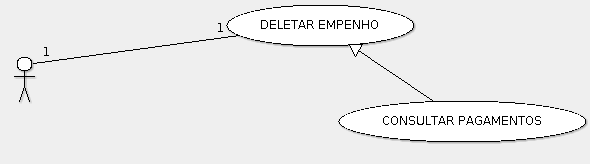 DELETAR EMPENHO
1
1
CONSULTAR PAGAMENTOS